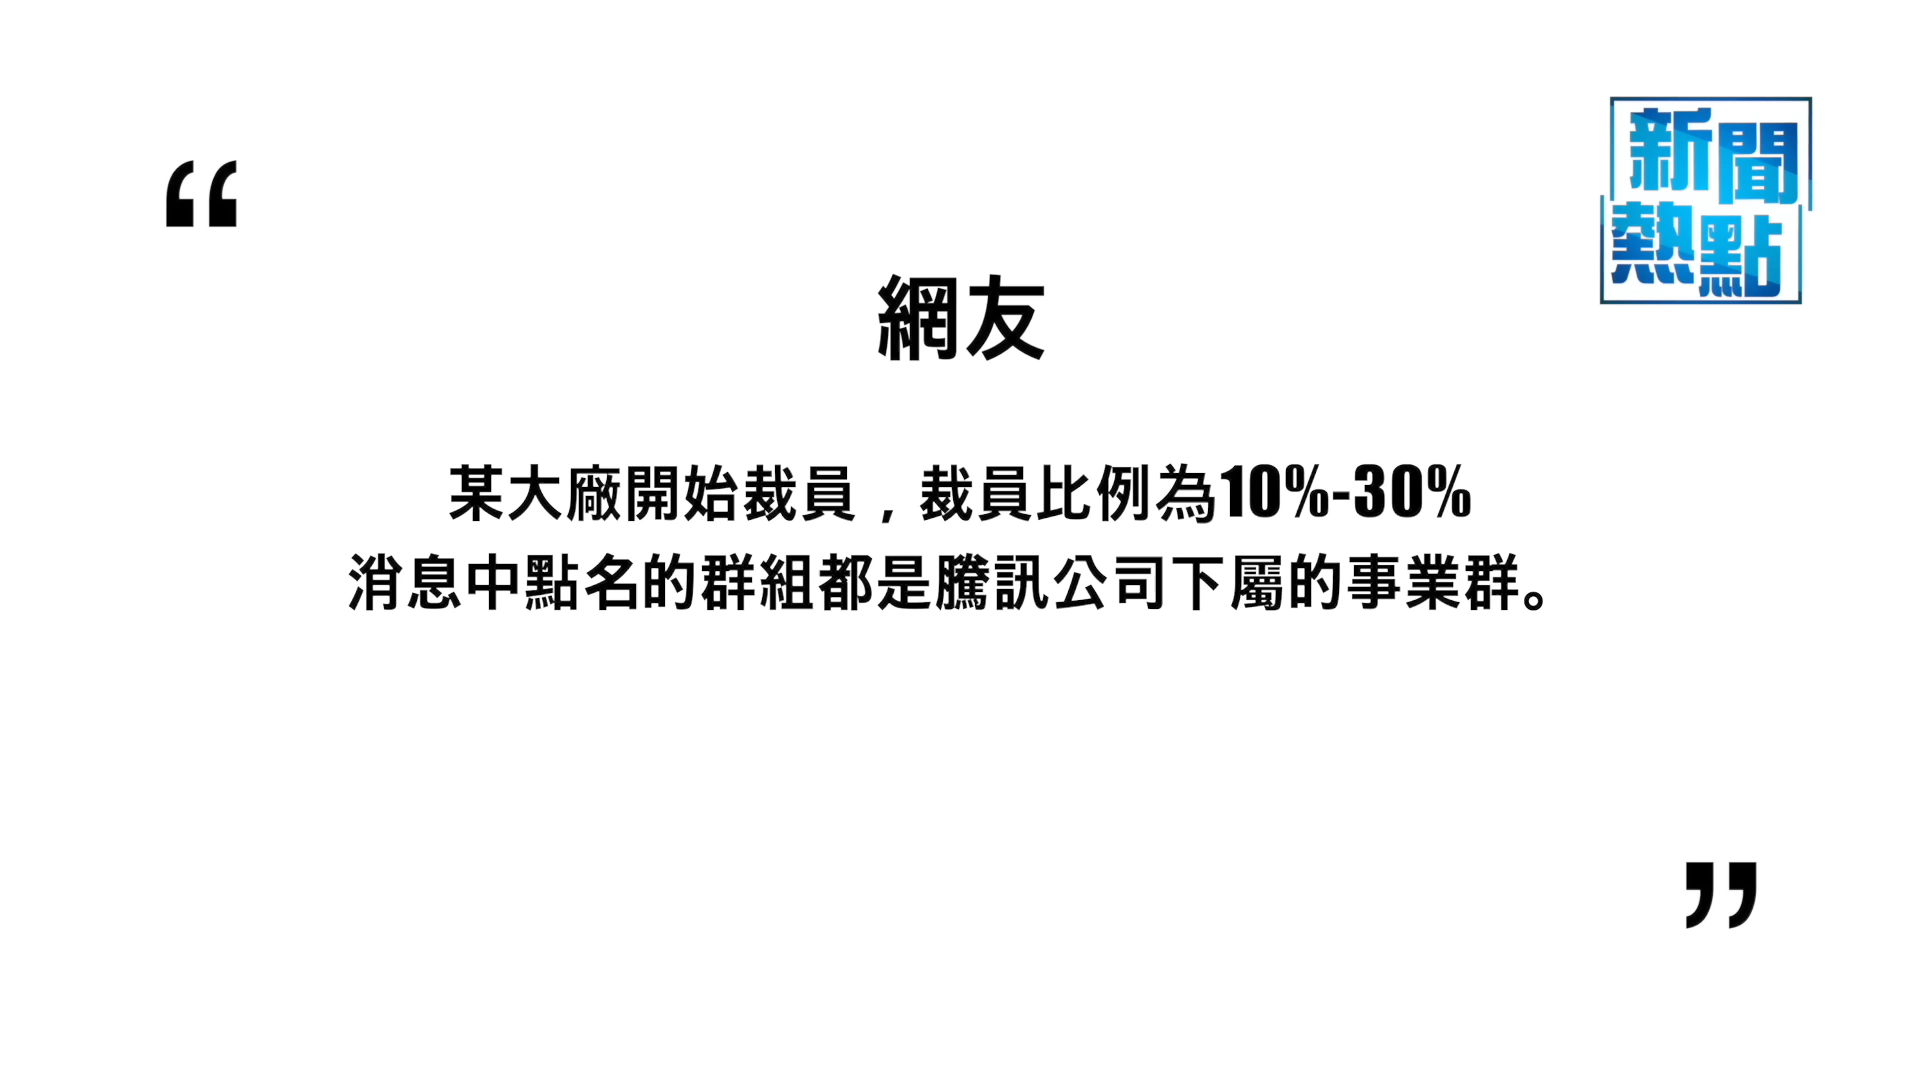 新聞
熱點
網友
某大廠開始裁員，裁員比例為10%-30%
消息中點名的群組都是騰訊公司下屬的事業群。